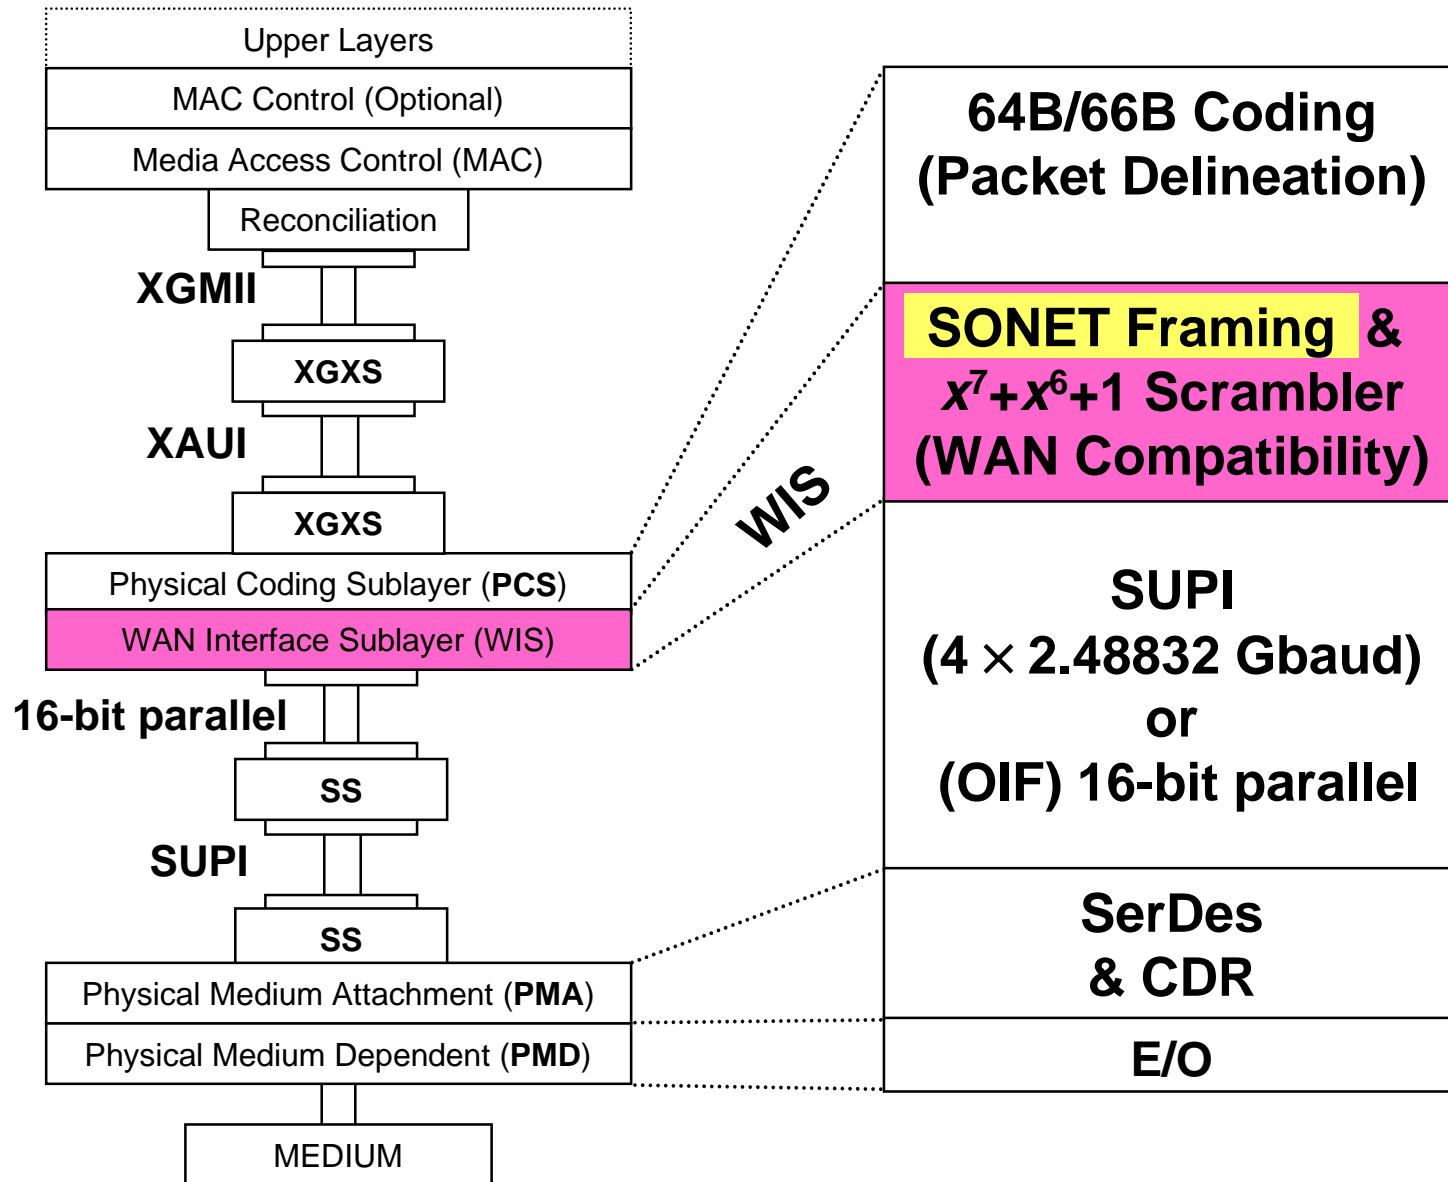 Upper Layers
MAC Control (Optional)
Media Access Control (MAC)
Reconciliation
XGMII
XGXS
XAUI
XGXS
Physical Coding Sublayer (PCS)
WAN Interface Sublayer (WIS)
16-bit parallel
SS
SUPI
SS
Physical Medium Attachment (PMA)
Physical Medium Dependent (PMD)
MEDIUM
WIS
64B/66B Coding
(Packet Delineation)
SONET Framing &
x⁷+x⁶+1 Scrambler
(WAN Compatibility)
SUPI
(4 × 2.48832 Gbaud)
or
(OIF) 16-bit parallel
SerDes
& CDR
E/O